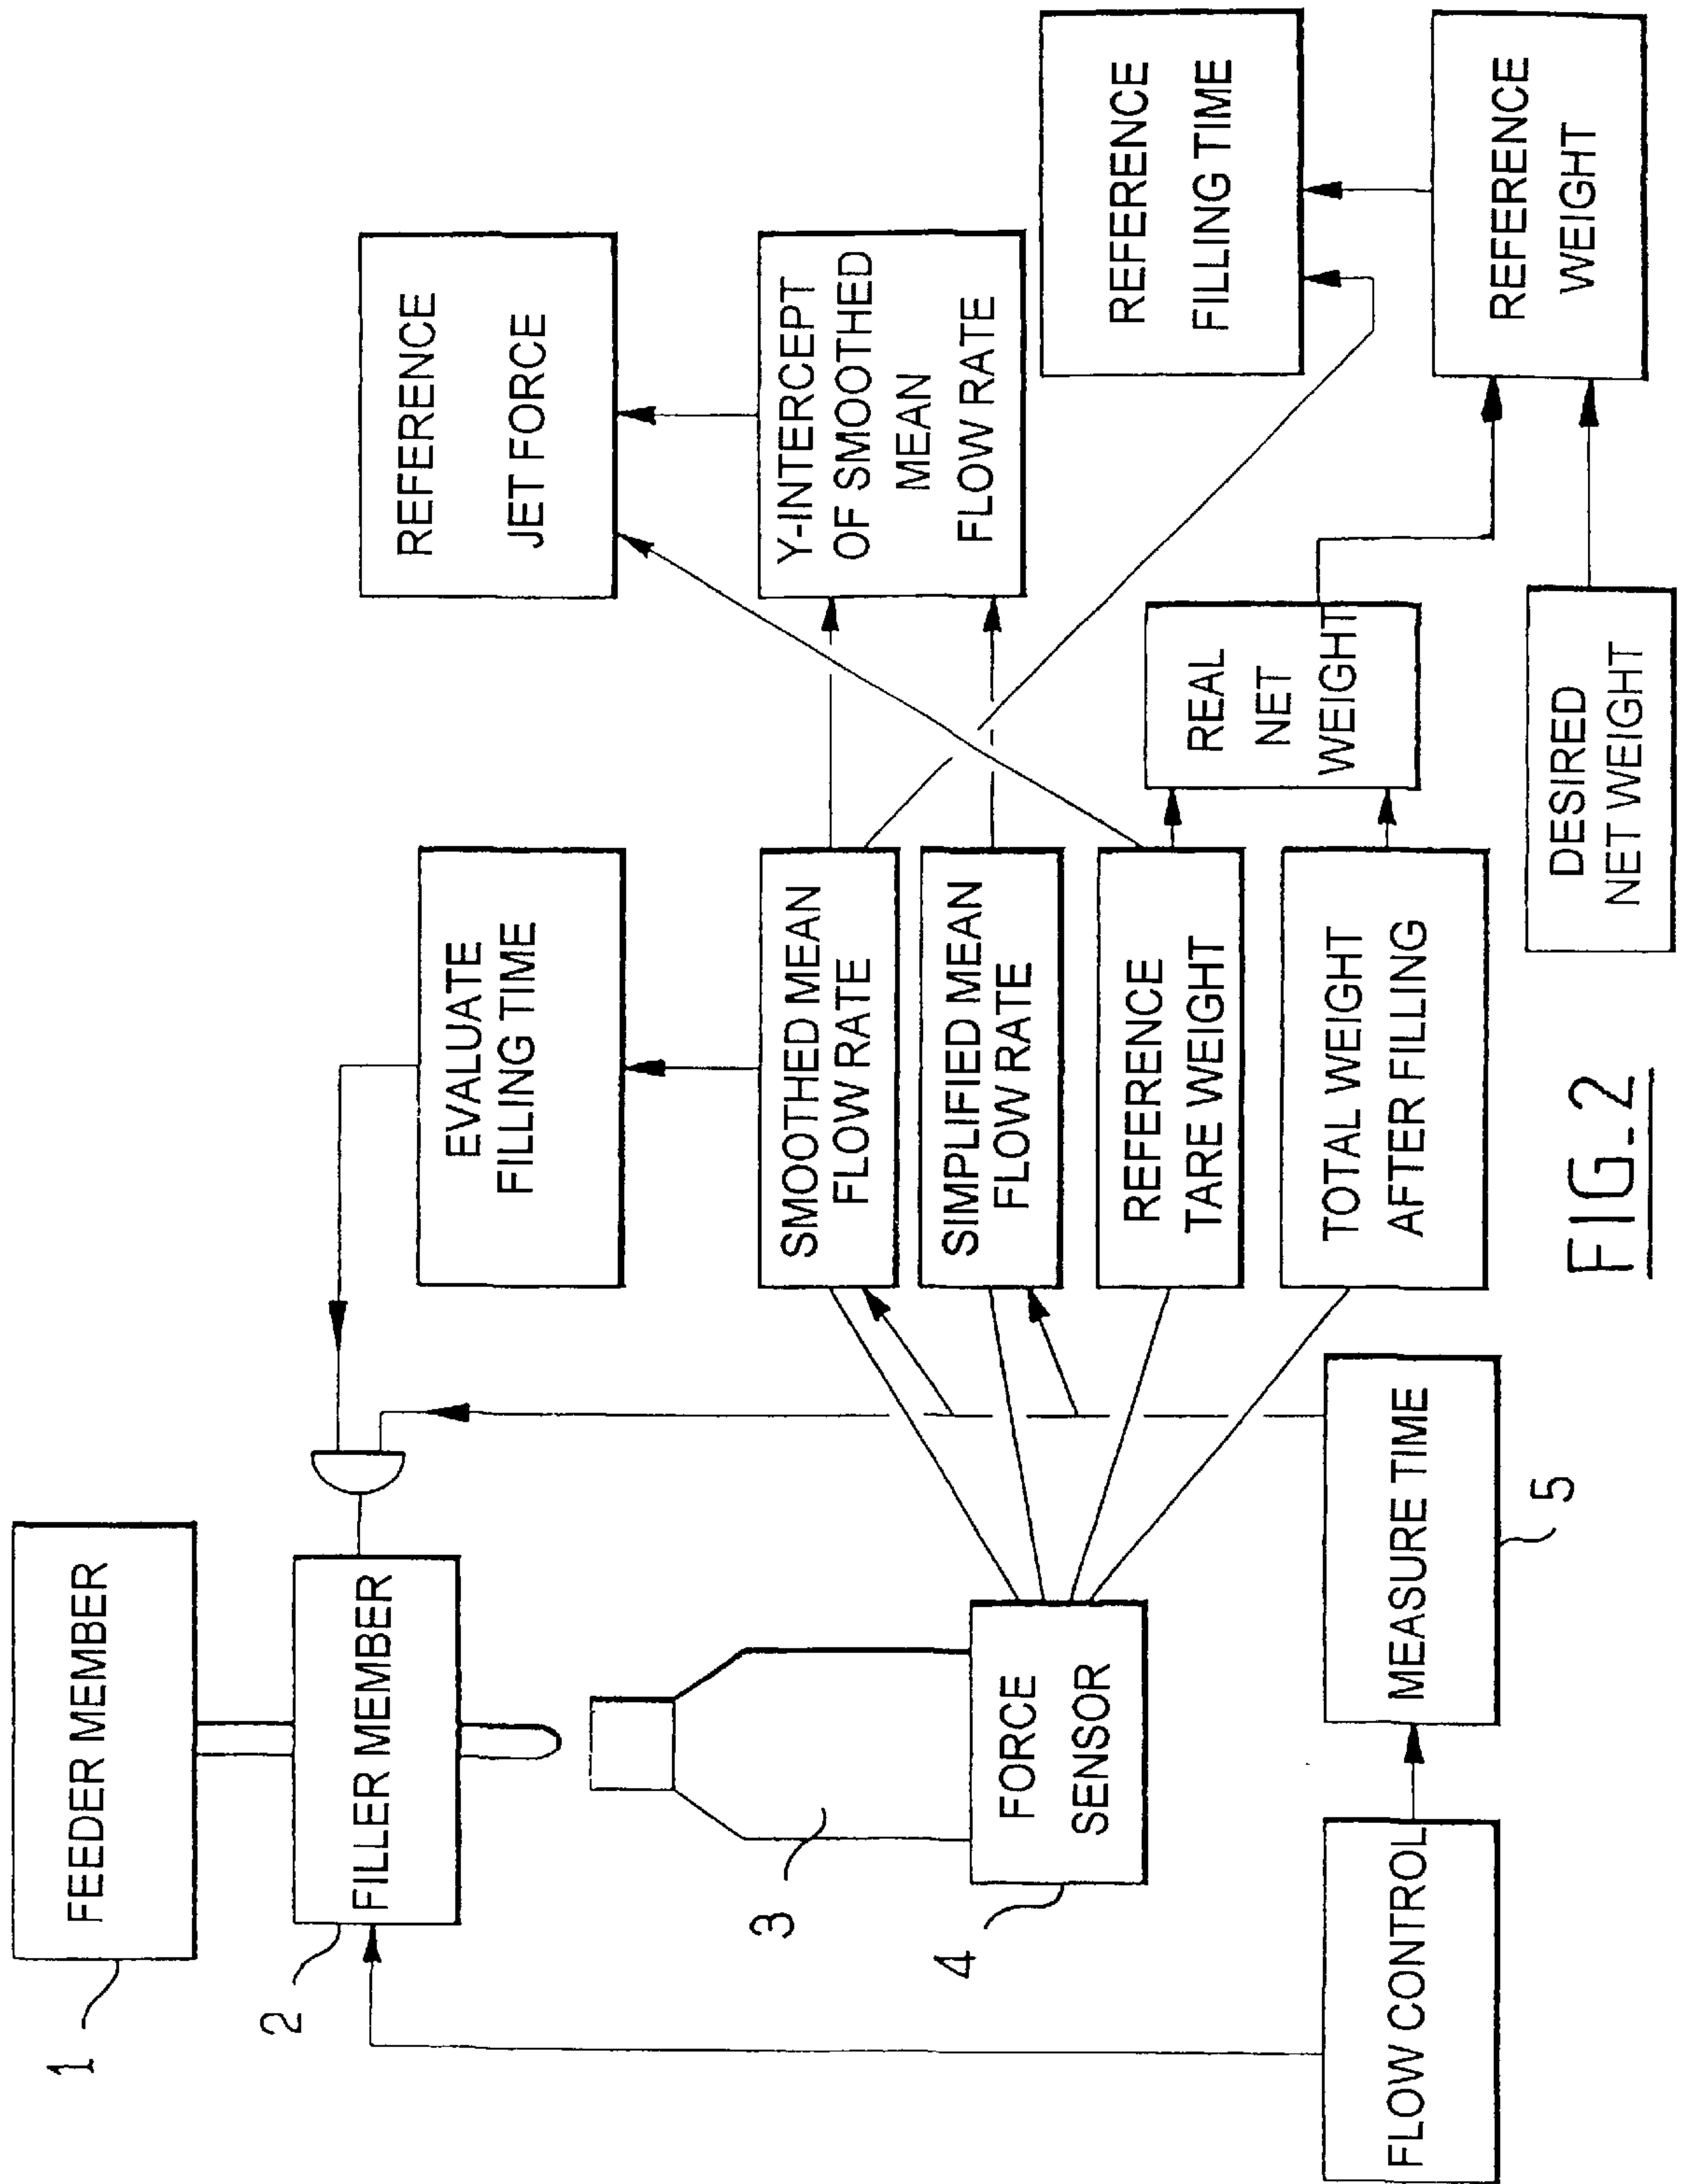 1
FEEDER MEMBER
2
FILLER MEMBER
3
4
FORCE
SENSOR
FLOW CONTROL
MEASURE TIME
5
EVALUATE
FILLING TIME
SMOOTHED MEAN
FLOW RATE
SIMPLIFIED MEAN
FLOW RATE
REFERENCE
TARE WEIGHT
TOTAL WEIGHT
AFTER FILLING
REFERENCE
JET FORCE
Y-INTERCEPT
OF SMOOTHED
MEAN
FLOW RATE
REAL
NET
WEIGHT
DESIRED
NET WEIGHT
REFERENCE
FILLING TIME
REFERENCE
WEIGHT
FIG_2